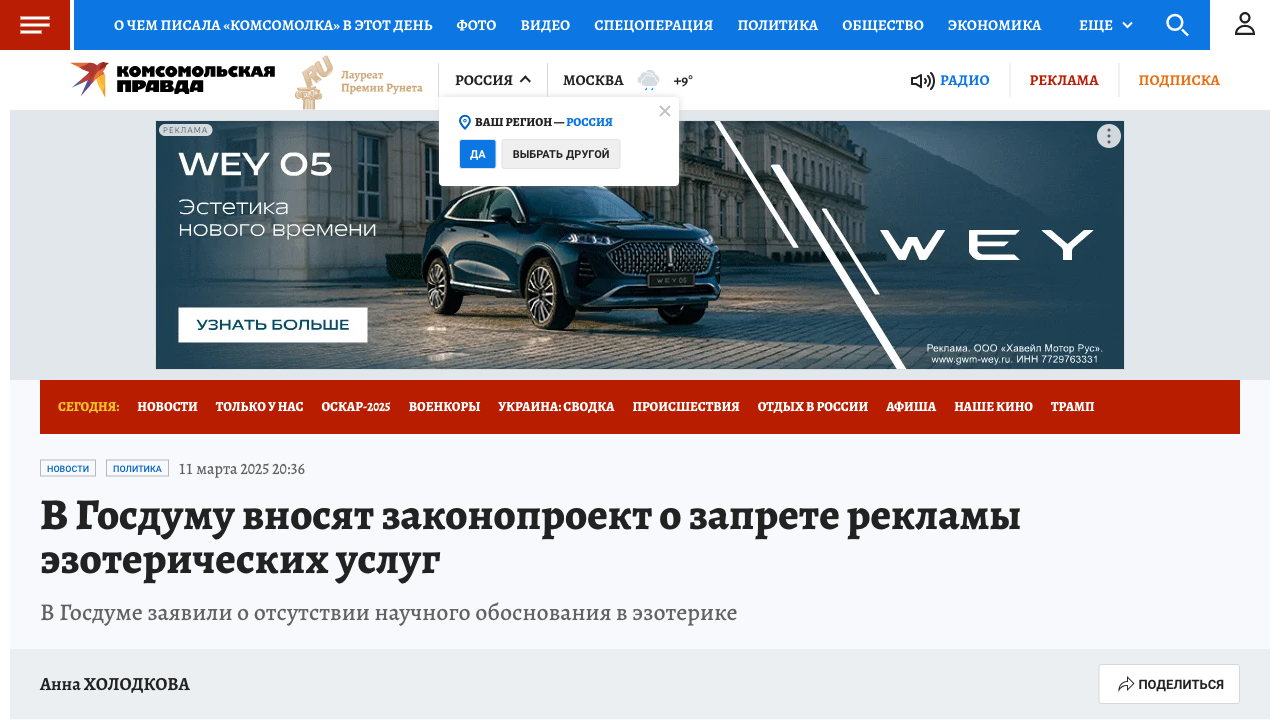 О ЧЕМ ПИСАЛА «КОМСОМОЛКА» В ЭТОТ ДЕНЬ ФОТО ВИДЕО СПЕЦОПЕРАЦИЯ ПОЛИТИКА ОБЩЕСТВО ЭКОНОМИКА ЕЩЕ
КОМСОМОЛЬСКАЯ
ПРАВДА
RU
Лауреат
Премии Рунета
РОССИЯ МОСКВА +9° РАДИО РЕКЛАМА ПОДПИСКА
ВАШ РЕГИОН — РОССИЯ
ДА ВЫБРАТЬ ДРУГОЙ
РЕКЛАМА
WEY 05
Эстетика
нового времени
WEY
WEY 05
УЗНАТЬ БОЛЬШЕ
Реклама. ООО «Хавейл Мотор Рус».
www.gwm-wey.ru. ИНН 7729763331
СЕГОДНЯ: НОВОСТИ ТОЛЬКО У НАС ОСКАР-2025 ВОЕНКОРЫ УКРАИНА: СВОДКА ПРОИСШЕСТВИЯ ОТДЫХ В РОССИИ АФИША НАШЕ КИНО ТРАМП
НОВОСТИ ПОЛИТИКА 11 марта 2025 20:36
В Госдуму вносят законопроект о запрете рекламы
эзотерических услуг
В Госдуме заявили о отсутствии научного обоснования в эзотерике
Анна ХОЛОДКОВА
ПОДЕЛИТЬСЯ